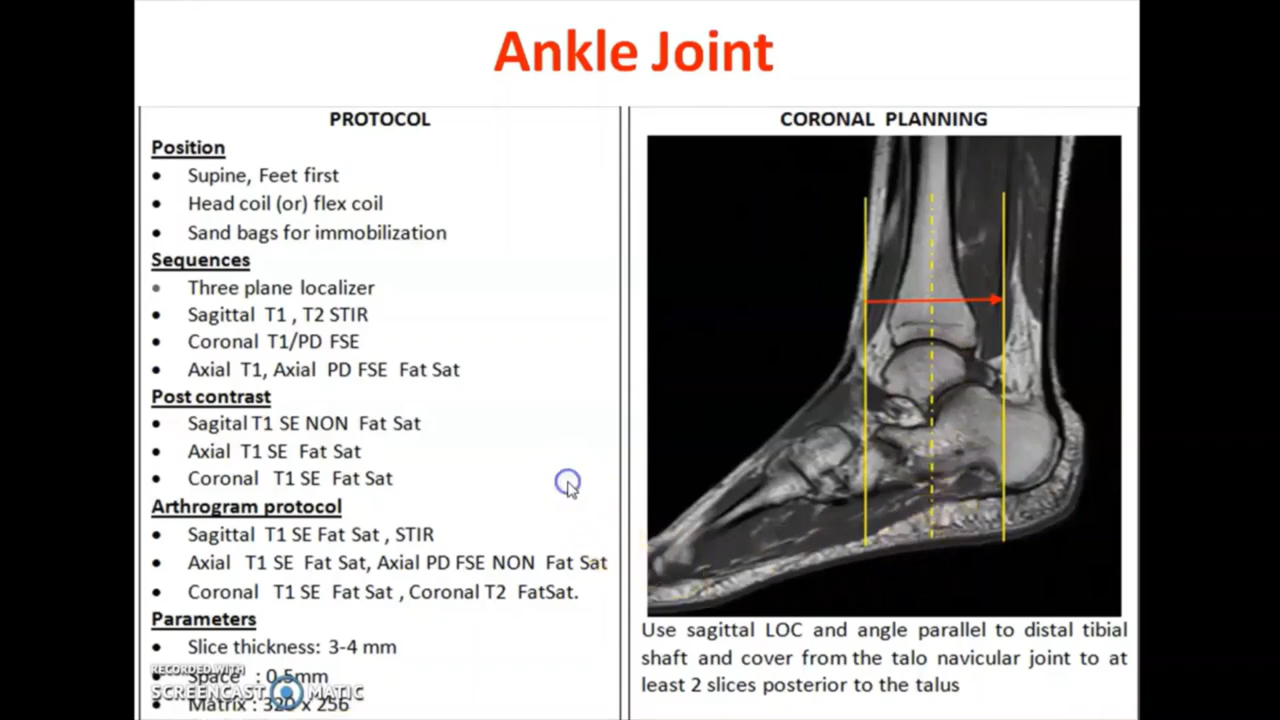 Ankle Joint
PROTOCOL
Position
• Supine, Feet first
• Head coil (or) flex coil
• Sand bags for immobilization
Sequences
• Three plane localizer
• Sagittal T1 , T2 STIR
• Coronal T1/PD FSE
• Axial T1, Axial PD FSE Fat Sat
Post contrast
• Sagital T1 SE NON Fat Sat
• Axial T1 SE Fat Sat
• Coronal T1 SE Fat Sat
Arthrogram protocol
• Sagittal T1 SE Fat Sat , STIR
• Axial T1 SE Fat Sat, Axial PD FSE NON Fat Sat
• Coronal T1 SE Fat Sat , Coronal T2 FatSat.
Parameters
• Slice thickness: 3-4 mm
• Space : 0.5mm
• Matrix : 320 x 256
RECORDED WITH
SCREENCAST MATIC
CORONAL PLANNING
Use sagittal LOC and angle parallel to distal tibial
shaft and cover from the talo navicular joint to at
least 2 slices posterior to the talus